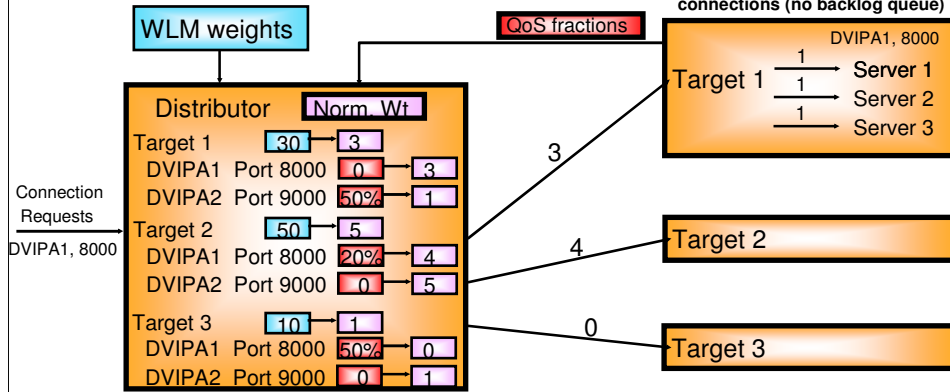 connections (no backlog queue)
WLM weights
QoS fractions
DVIPA1, 8000
Target 1
1 Server 1
1 Server 2
1 Server 3
Distributor Norm. Wt
Target 1 30 3
DVIPA1 Port 8000 0 3
DVIPA2 Port 9000 50% 1
Target 2 50 5
DVIPA1 Port 8000 20% 4
DVIPA2 Port 9000 0 5
Target 3 10 1
DVIPA1 Port 8000 50% 0
DVIPA2 Port 9000 0 1
Connection
Requests
DVIPA1, 8000
3
4
0
Target 2
Target 3